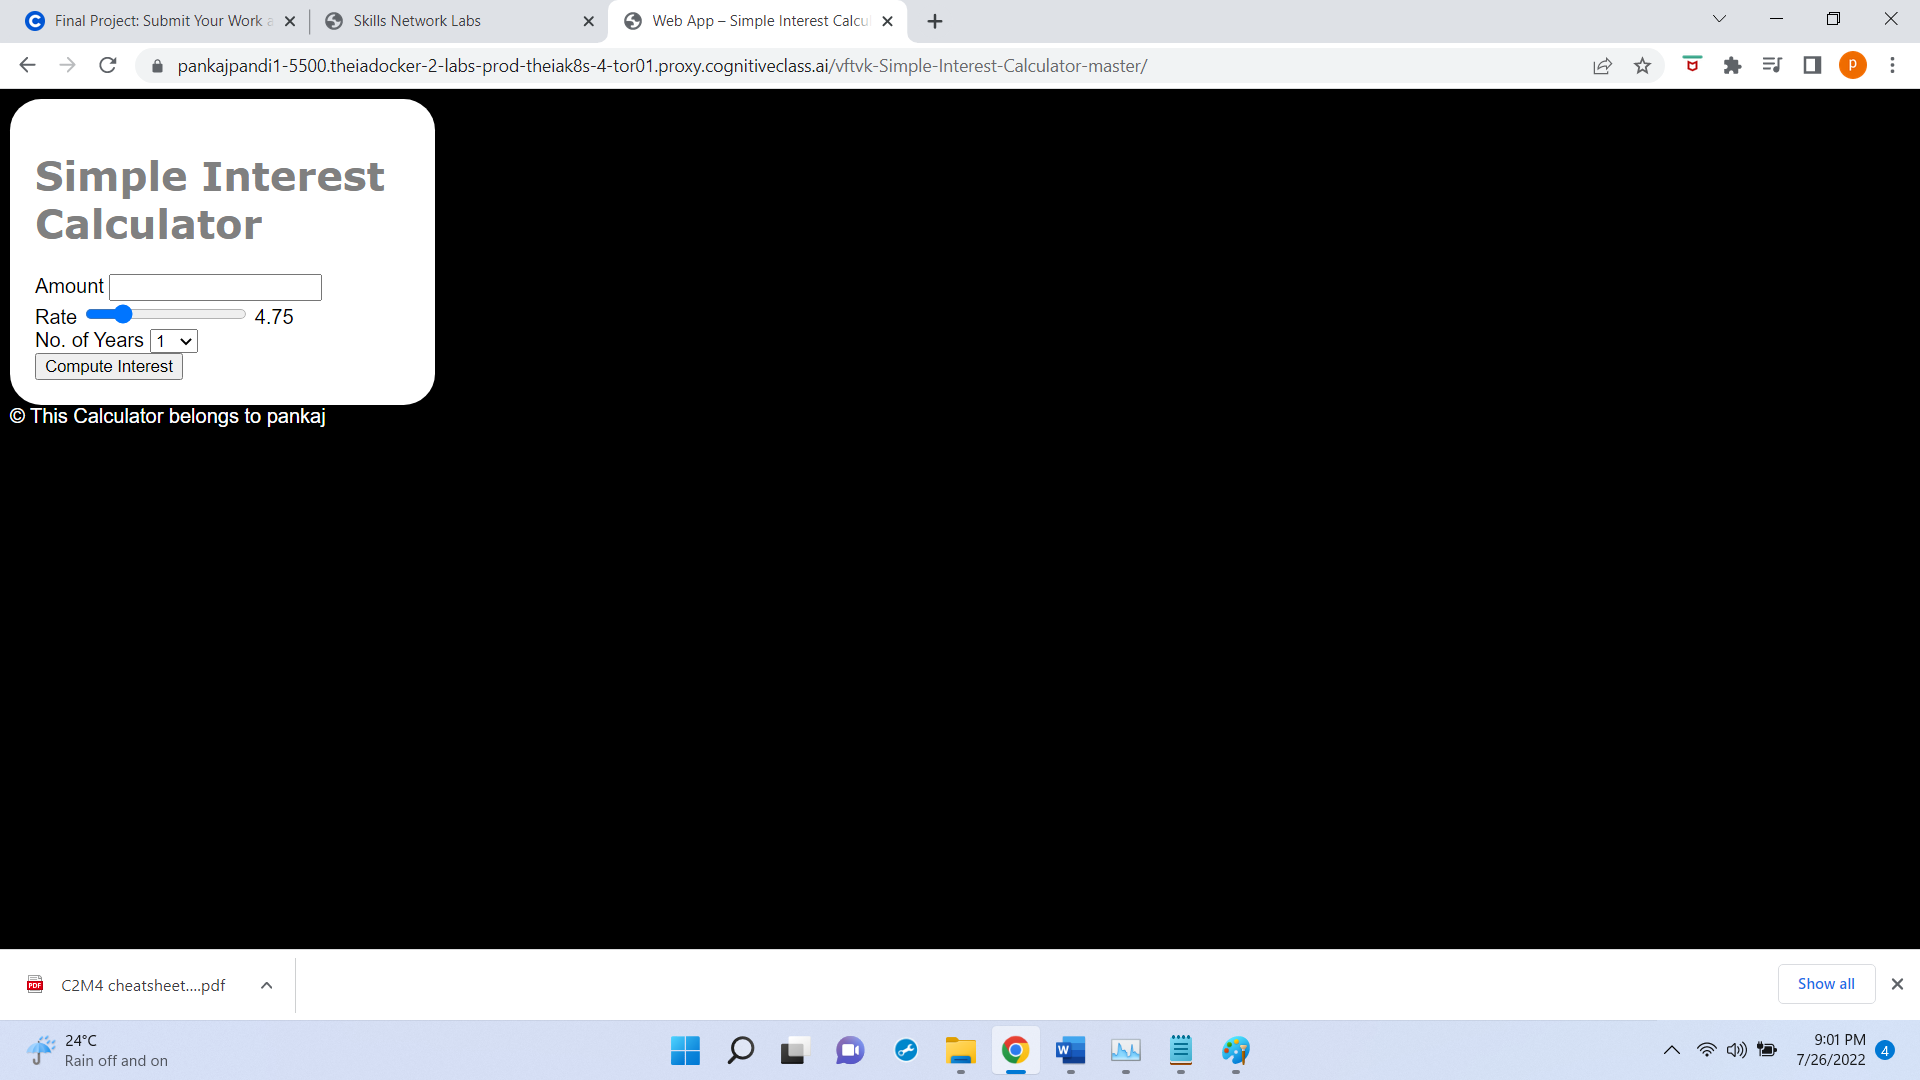 Final Project: Submit Your Work a
Skills Network Labs
Web App – Simple Interest Calcu
pankajpandi1-5500.theiadocker-2-labs-prod-theiak8s-4-tor01.proxy.cognitiveclass.ai/vftvk-Simple-Interest-Calculator-master/
p
Simple Interest
Calculator
Amount
Rate 4.75
No. of Years 1
Compute Interest
© This Calculator belongs to pankaj
PDF
C2M4 cheatsheet....pdf
Show all
24°C
Rain off and on
W
9:01 PM
7/26/2022
4